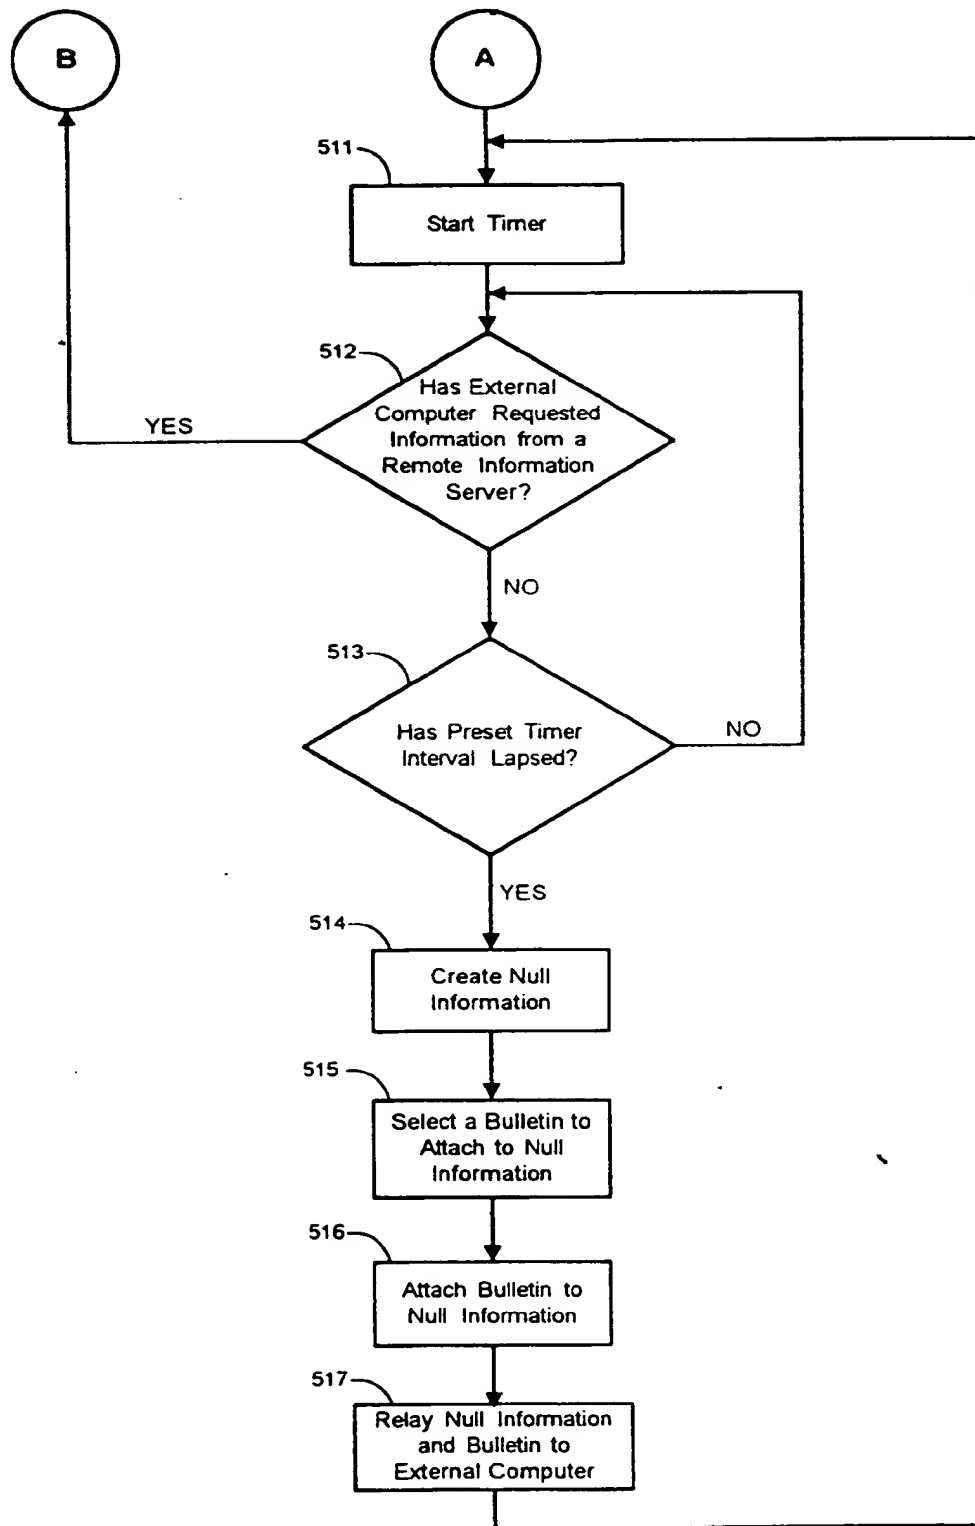 B
A
511
Start Timer
512
Has External
Computer Requested
Information from a
Remote Information
Server?
YES
NO
513
Has Preset Timer
Interval Lapsed?
NO
YES
514
Create Null
Information
515
Select a Bulletin to
Attach to Null
Information
516
Attach Bulletin to
Null Information
517
Relay Null Information
and Bulletin to
External Computer